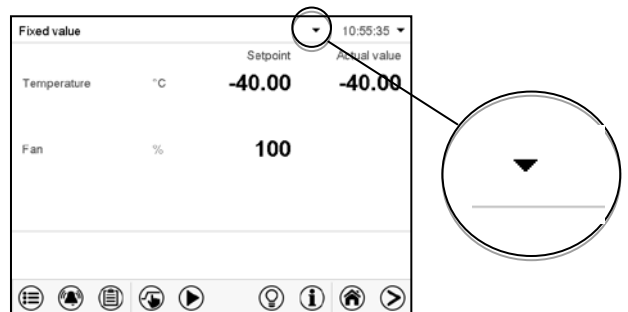 Fixed value 10:55:35
Setpoint Actual value
Temperature °C -40.00 -40.00
Fan % 100